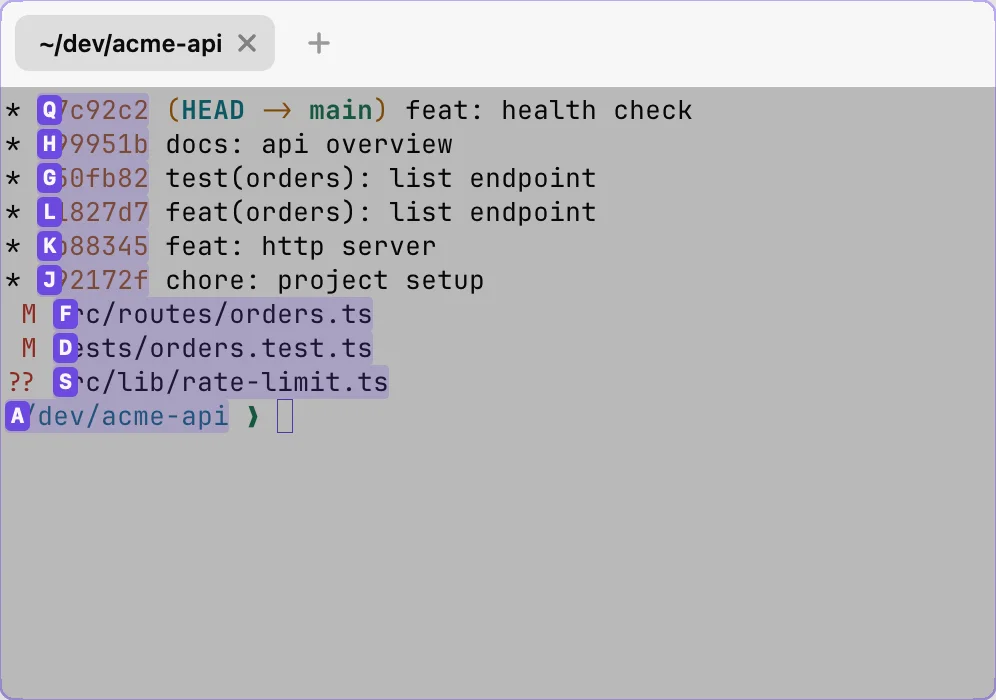 ~/dev/acme-api
* Q7c92c2 (HEAD -> main) feat: health check
* H99951b docs: api overview
* G50fb82 test(orders): list endpoint
* L1827d7 feat(orders): list endpoint
* Kb88345 feat: http server
* J92172f chore: project setup
M Frc/routes/orders.ts
M Dests/orders.test.ts
?? Src/lib/rate-limit.ts
A/dev/acme-api ❯